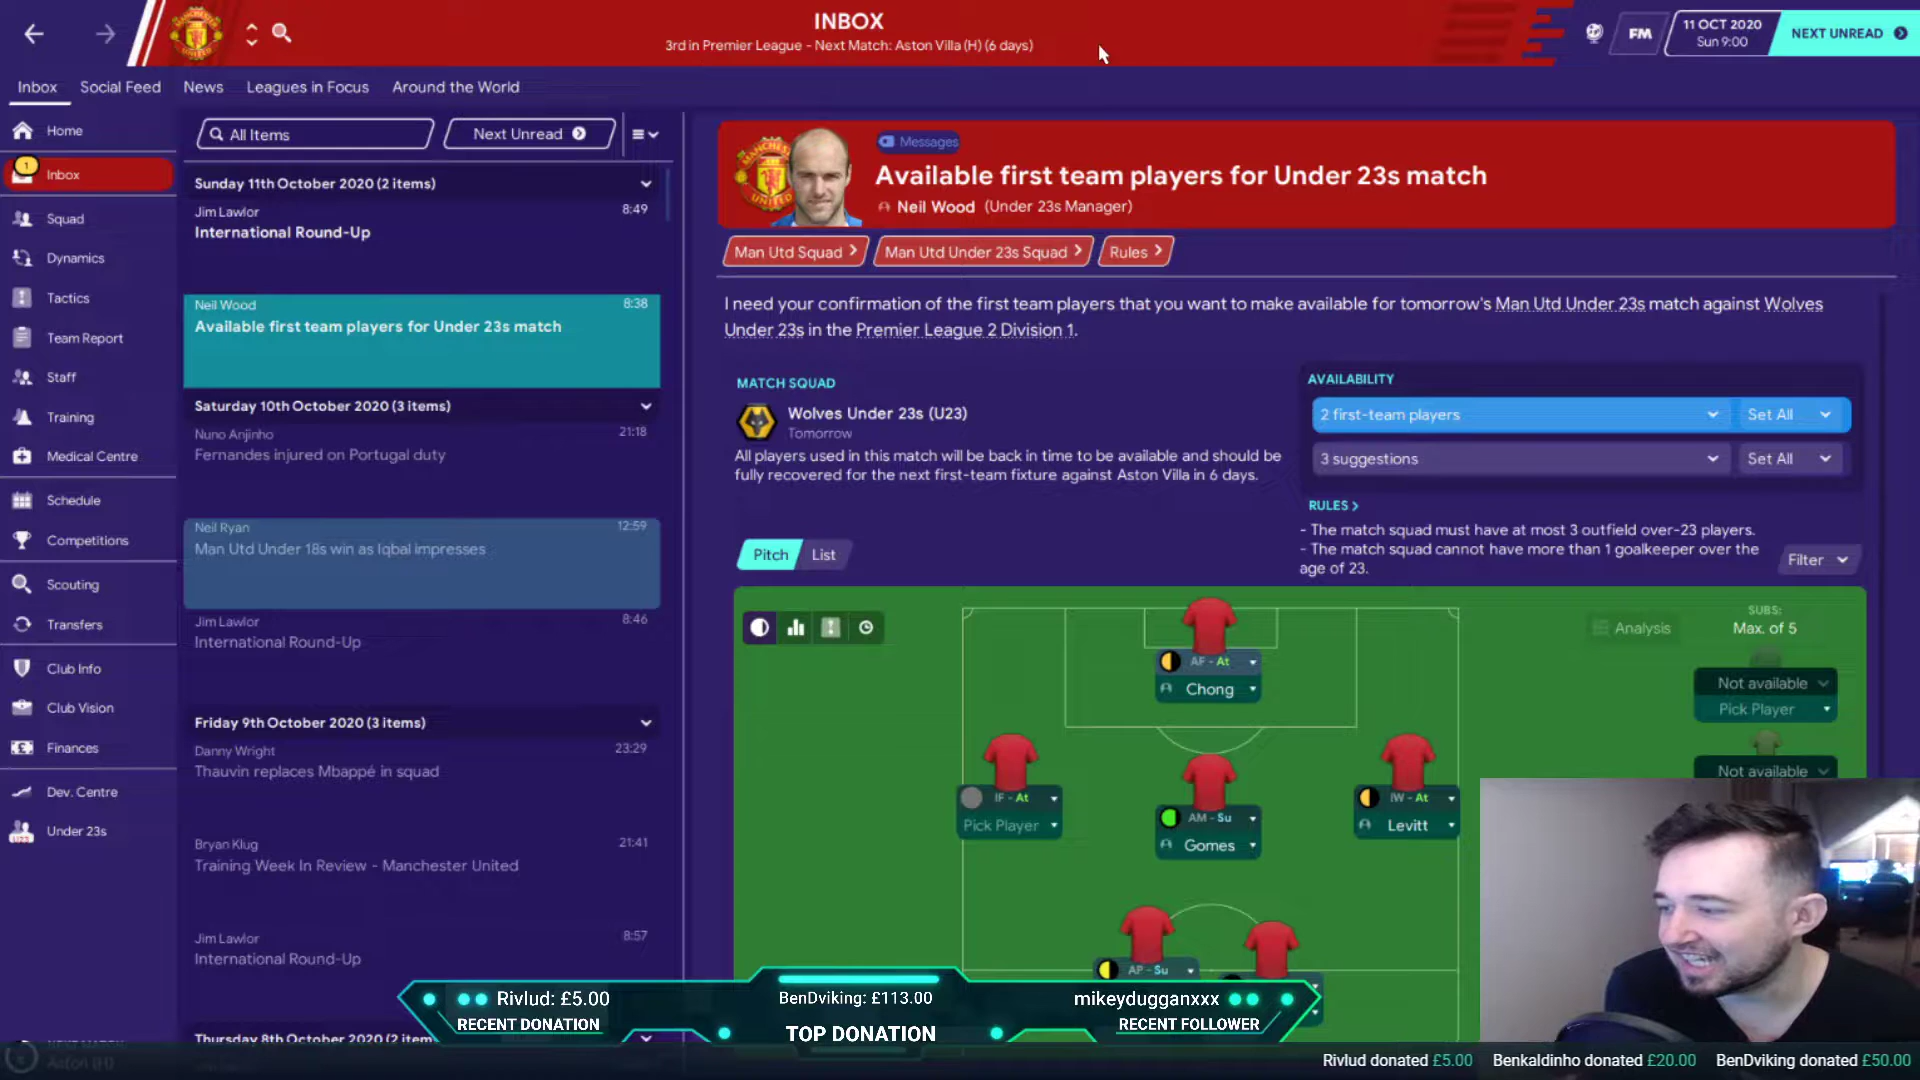 INBOX
3rd in Premier League - Next Match: Aston Villa (H) (6 days)
FM
11 OCT 2020
Sun 9:00
NEXT UNREAD
Inbox
Social Feed
News
Leagues in Focus
Around the World
Home
1
Inbox
Squad
Dynamics
Tactics
Team Report
Staff
Training
Medical Centre
Schedule
Competitions
Scouting
Transfers
Club Info
Club Vision
Finances
Dev. Centre
Under 23s
All Items
Next Unread
Sunday 11th October 2020 (2 items)
Jim Lawlor 8:49
International Round-Up
Neil Wood 8:38
Available first team players for Under 23s match
Saturday 10th October 2020 (3 items)
Nuno Anjinho 21:18
Fernandes injured on Portugal duty
Neil Ryan 12:59
Man Utd Under 18s win as Iqbal impresses
Jim Lawlor 8:46
International Round-Up
Friday 9th October 2020 (3 items)
Danny Wright 23:29
Thauvin replaces Mbappé in squad
Bryan Klug 21:41
Training Week In Review - Manchester United
Jim Lawlor 8:57
International Round-Up
Thursday 8th October 2020 (2 item
MANCHESTER
UNITED
Messages
Available first team players for Under 23s match
Neil Wood (Under 23s Manager)
Man Utd Squad >
Man Utd Under 23s Squad >
Rules >
I need your confirmation of the first team players that you want to make available for tomorrow's Man Utd Under 23s match against Wolves
Under 23s in the Premier League 2 Division 1.
MATCH SQUAD
Wolves Under 23s (U23)
Tomorrow
All players used in this match will be back in time to be available and should be
fully recovered for the next first-team fixture against Aston Villa in 6 days.
AVAILABILITY
2 first-team players
Set All
3 suggestions
Set All
RULES >
- The match squad must have at most 3 outfield over-23 players.
- The match squad cannot have more than 1 goalkeeper over the
age of 23.
Filter
Pitch
List
Analysis
SUBS:
Max. of 5
Not available
Pick Player
Not available
AF - At
Chong
IF - At
Pick Player
AM - Su
Gomes
IW - At
Levitt
AP - Su
Rivlud: £5.00
RECENT DONATION
BenDviking: £113.00
TOP DONATION
mikeydugganxxx
RECENT FOLLOWER
Rivlud donated £5.00
Benkaldinho donated £20.00
BenDviking donated £50.00